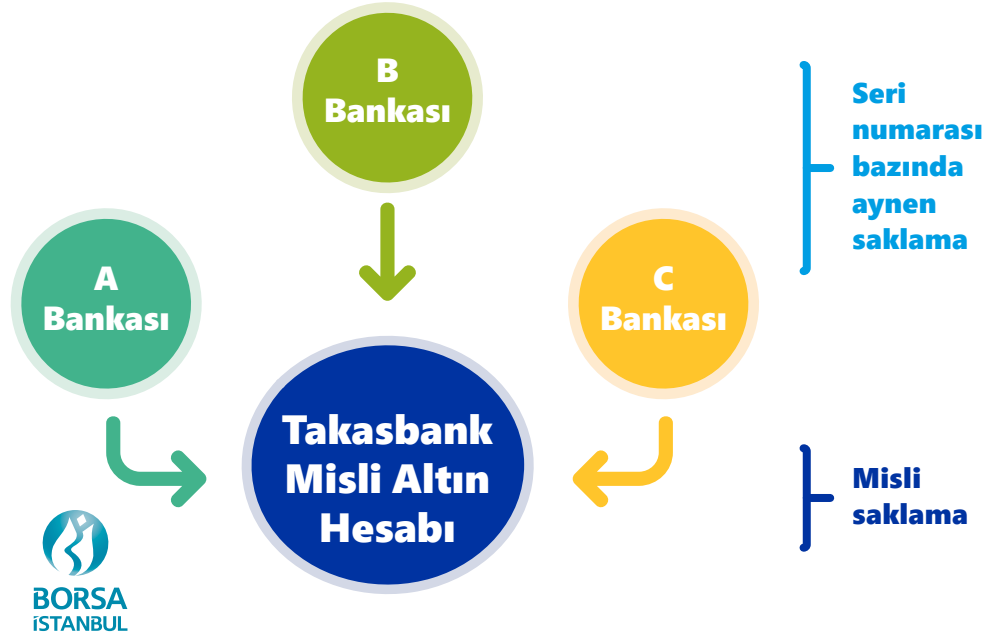 B
Bankası
A
Bankası
C
Bankası
Takasbank
Misli Altın
Hesabı
Seri
numarası
bazında
aynen
saklama
Misli
saklama
BORSA
İSTANBUL